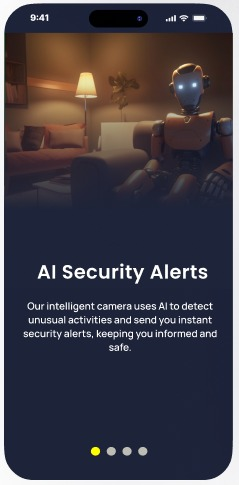 9:41
AI Security Alerts
Our intelligent camera uses AI to detect
unusual activities and send you instant
security alerts, keeping you informed and
safe.